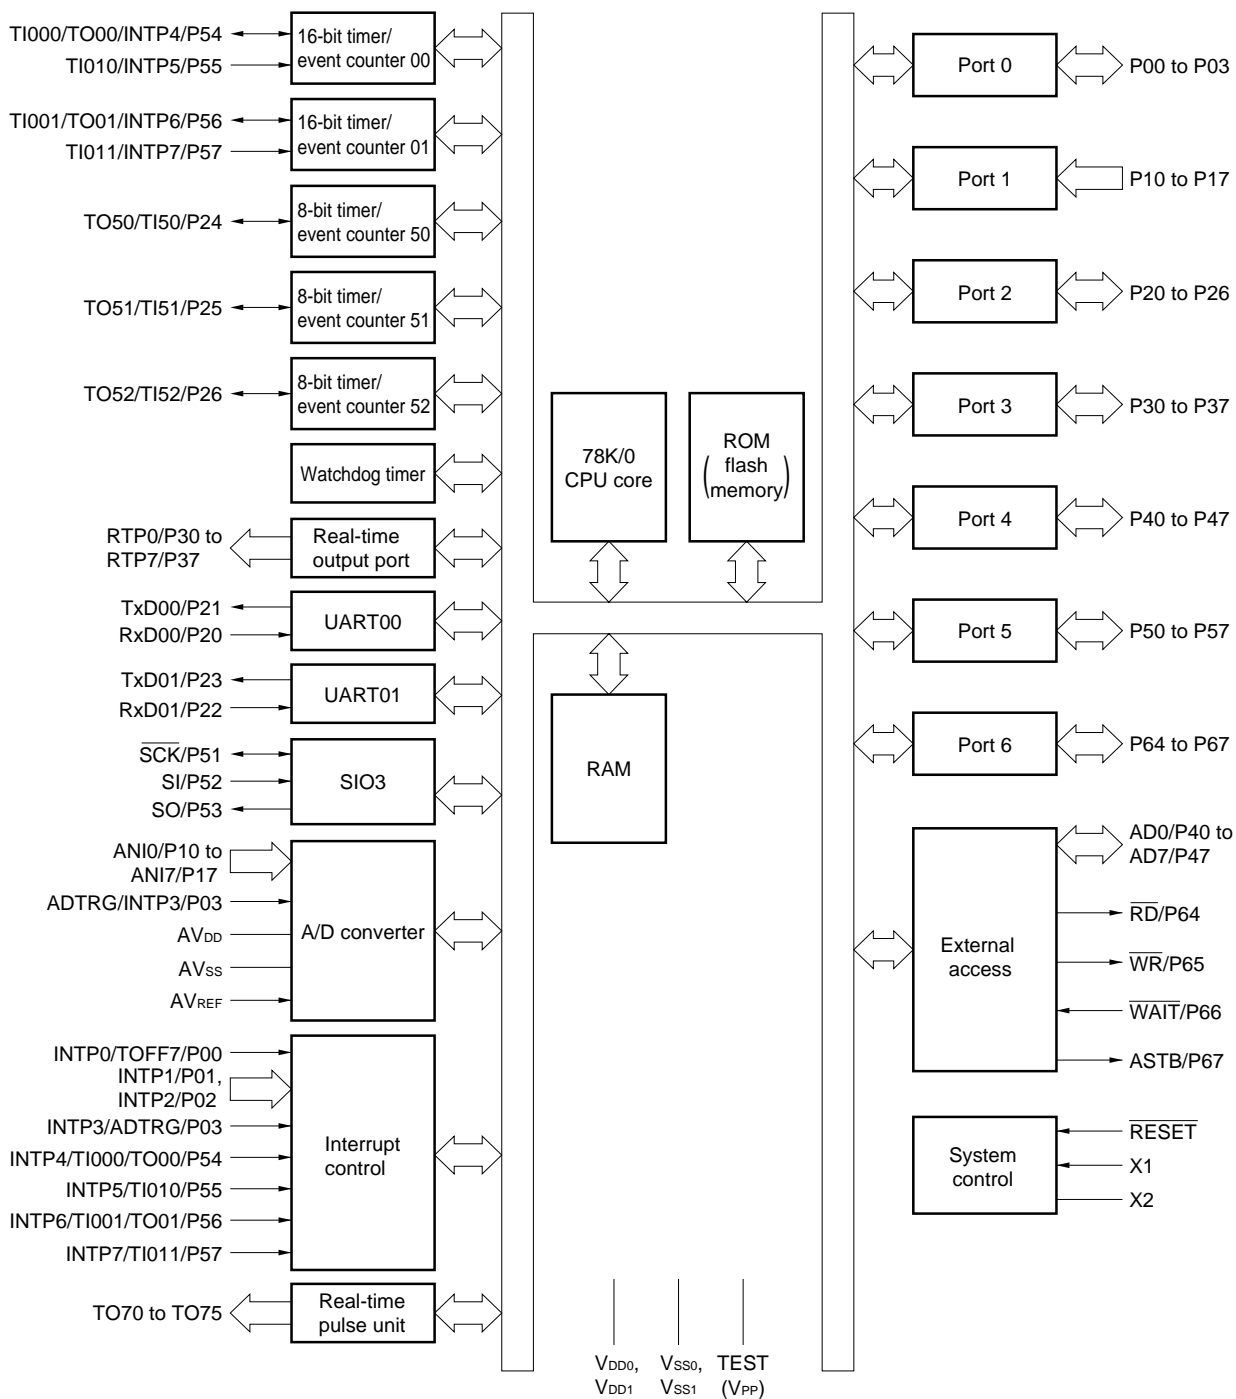 TI000/TO00/INTP4/P54
TI010/INTP5/P55
16-bit timer/
event counter 00
TI001/TO01/INTP6/P56
TI011/INTP7/P57
16-bit timer/
event counter 01
TO50/TI50/P24
8-bit timer/
event counter 50
TO51/TI51/P25
8-bit timer/
event counter 51
TO52/TI52/P26
8-bit timer/
event counter 52
Watchdog timer
RTP0/P30 to
RTP7/P37
Real-time
output port
TxD00/P21
RxD00/P20
UART00
TxD01/P23
RxD01/P22
UART01
SCK/P51
SI/P52
SO/P53
SIO3
ANI0/P10 to
ANI7/P17
ADTRG/INTP3/P03
AVDD
AVSS
AVREF
A/D converter
INTP0/TOFF7/P00
INTP1/P01,
INTP2/P02
INTP3/ADTRG/P03
INTP4/TI000/TO00/P54
INTP5/TI010/P55
INTP6/TI001/TO01/P56
INTP7/TI011/P57
Interrupt
control
TO70 to TO75
Real-time
pulse unit
78K/0
CPU core
ROM
(flash
memory)
RAM
VDD0,
VDD1
VSS0,
VSS1
TEST
(VPP)
Port 0
P00 to P03
Port 1
P10 to P17
Port 2
P20 to P26
Port 3
P30 to P37
Port 4
P40 to P47
Port 5
P50 to P57
Port 6
P64 to P67
External
access
AD0/P40 to
AD7/P47
RD/P64
WR/P65
WAIT/P66
ASTB/P67
System
control
RESET
X1
X2